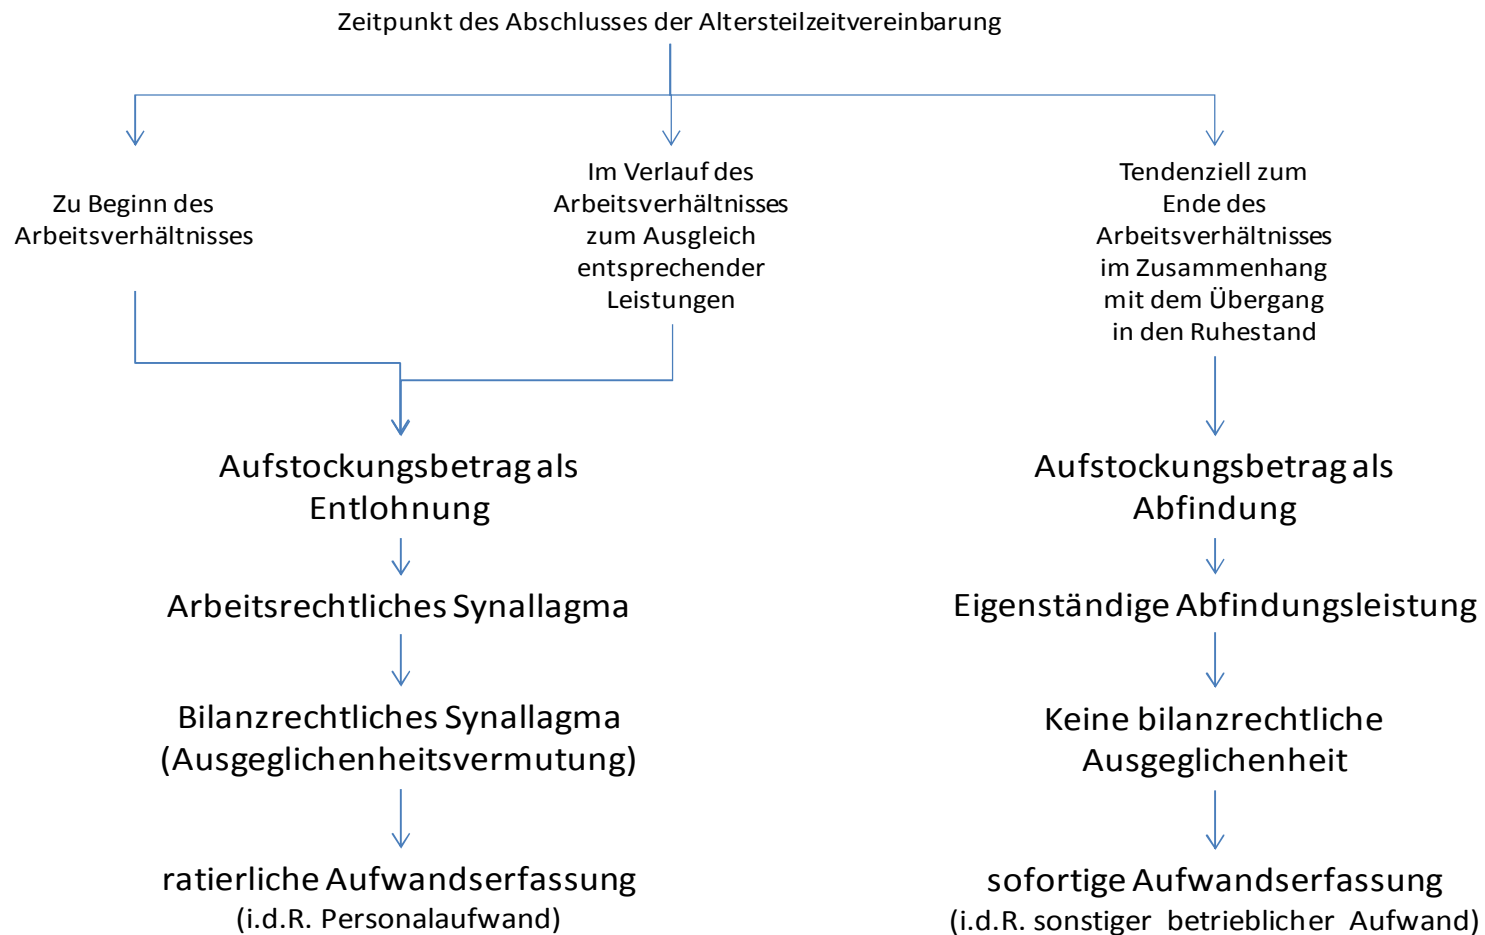 Zeitpunkt des Abschlusses der Altersteilzeitvereinbarung
Zu Beginn des
Arbeitsverhältnisses
Im Verlauf des
Arbeitsverhältnisses
zum Ausgleich
entsprechender
Leistungen
Tendenziell zum
Ende des
Arbeitsverhältnisses
im Zusammenhang
mit dem Übergang
in den Ruhestand
Aufstockungsbetrag als
Entlohnung
Arbeitsrechtliches Synallagma
Bilanzrechtliches Synallagma
(Ausgeglichenheitsvermutung)
ratierliche Aufwandserfassung
(i.d.R. Personalaufwand)
Aufstockungsbetrag als
Abfindung
Eigenständige Abfindungsleistung
Keine bilanzrechtliche
Ausgeglichenheit
sofortige Aufwandserfassung
(i.d.R. sonstiger betrieblicher Aufwand)